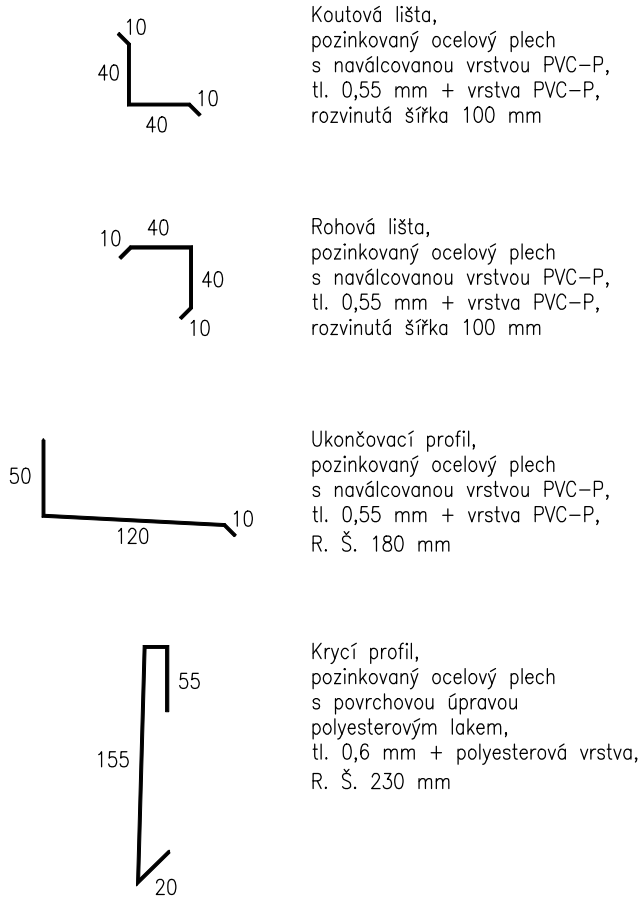 10
40
10
40
Koutová lišta,
pozinkovaný ocelový plech
s naválcovanou vrstvou PVC-P,
tl. 0,55 mm + vrstva PVC-P,
rozvinutá šířka 100 mm
40
10
40
10
Rohová lišta,
pozinkovaný ocelový plech
s naválcovanou vrstvou PVC-P,
tl. 0,55 mm + vrstva PVC-P,
rozvinutá šířka 100 mm
50
10
120
Ukončovací profil,
pozinkovaný ocelový plech
s naválcovanou vrstvou PVC-P,
tl. 0,55 mm + vrstva PVC-P,
R. Š. 180 mm
55
155
20
Krycí profil,
pozinkovaný ocelový plech
s povrchovou úpravou
polyesterovým lakem,
tl. 0,6 mm + polyesterová vrstva,
R. Š. 230 mm